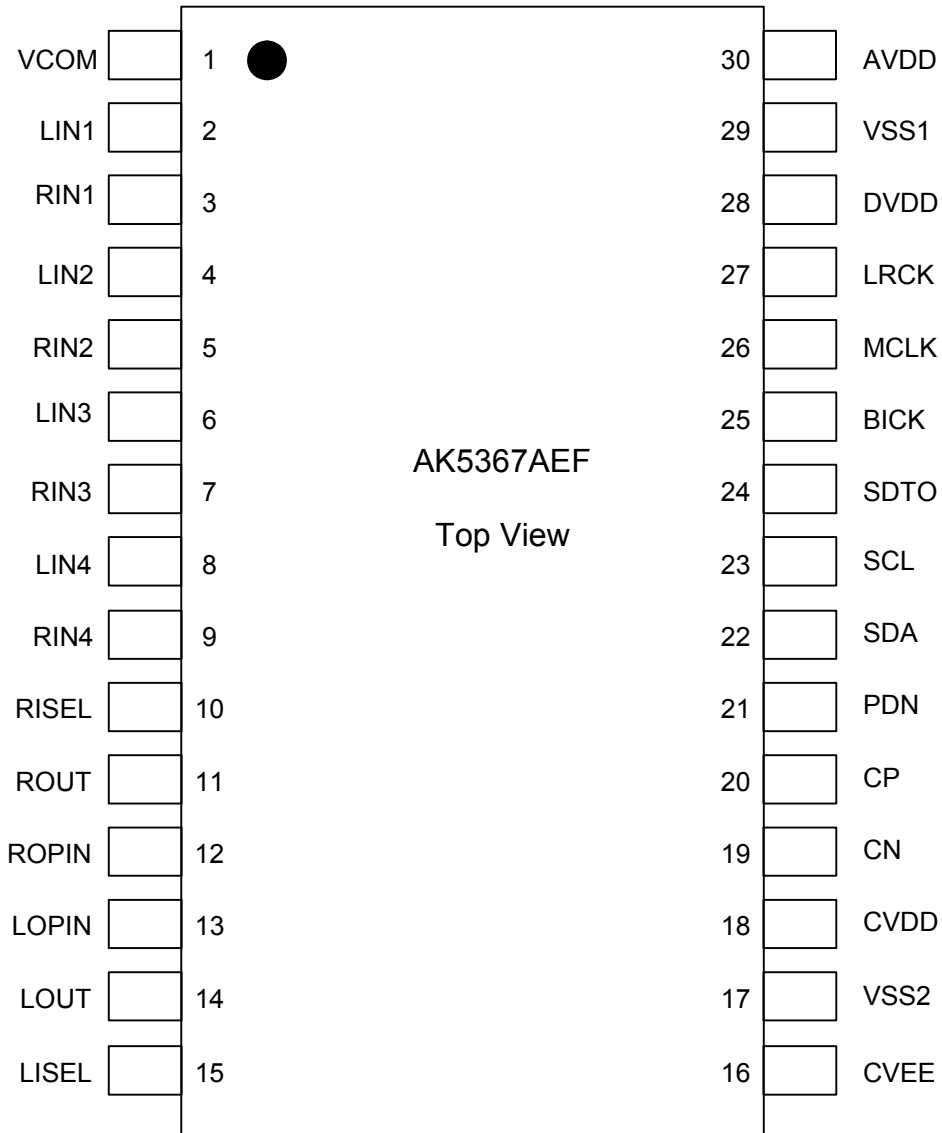 VCOM 1 30 AVDD
LIN1 2 29 VSS1
RIN1 3 28 DVDD
LIN2 4 27 LRCK
RIN2 5 26 MCLK
LIN3 6 25 BICK
AK5367AEF
RIN3 7 24 SDTO
Top View
LIN4 8 23 SCL
RIN4 9 22 SDA
RISEL 10 21 PDN
ROUT 11 20 CP
ROPIN 12 19 CN
LOPIN 13 18 CVDD
LOUT 14 17 VSS2
LISEL 15 16 CVEE